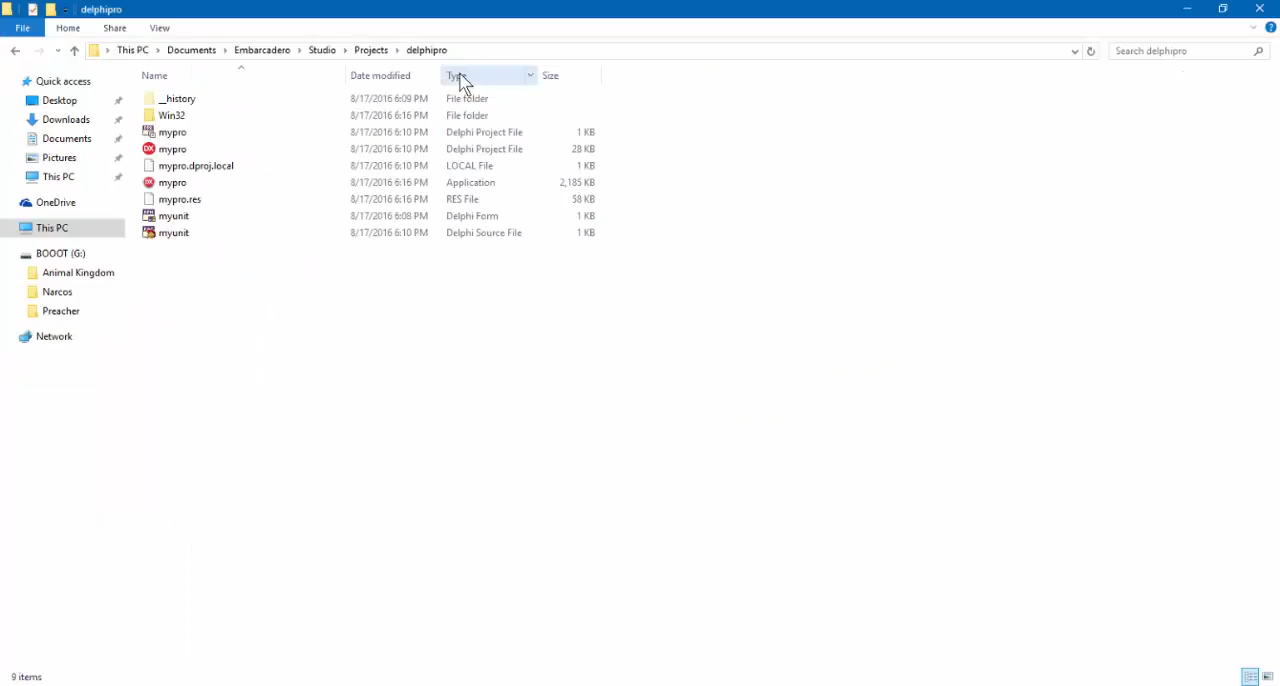 delphipro
File Home Share View
This PC Documents Embarcadero Studio Projects delphipro Search delphipro
Name Date modified Type Size
Quick access
Desktop
Downloads
Documents
Pictures
This PC
OneDrive
This PC
BOOOT (G:)
Animal Kingdom
Narcos
Preacher
Network
__history 8/17/2016 6:09 PM File folder
Win32 8/17/2016 6:16 PM File folder
mypro 8/17/2016 6:10 PM Delphi Project File 1 KB
mypro 8/17/2016 6:10 PM Delphi Project File 28 KB
mypro.dproj.local 8/17/2016 6:10 PM LOCAL File 1 KB
mypro 8/17/2016 6:16 PM Application 2,185 KB
mypro.res 8/17/2016 6:16 PM RES File 58 KB
myunit 8/17/2016 6:08 PM Delphi Form 1 KB
myunit 8/17/2016 6:10 PM Delphi Source File 1 KB
9 items